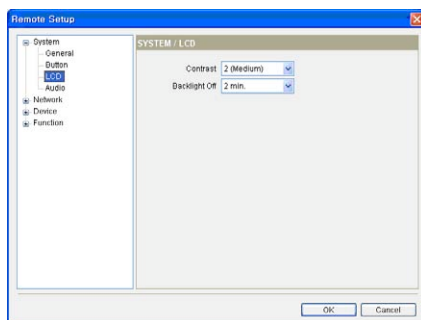 Remote Setup
System
General
Button
LCD
Audio
Network
Device
Function
SYSTEM / LCD
Contrast 2 (Medium)
Backlight Off 2 min.
OK Cancel